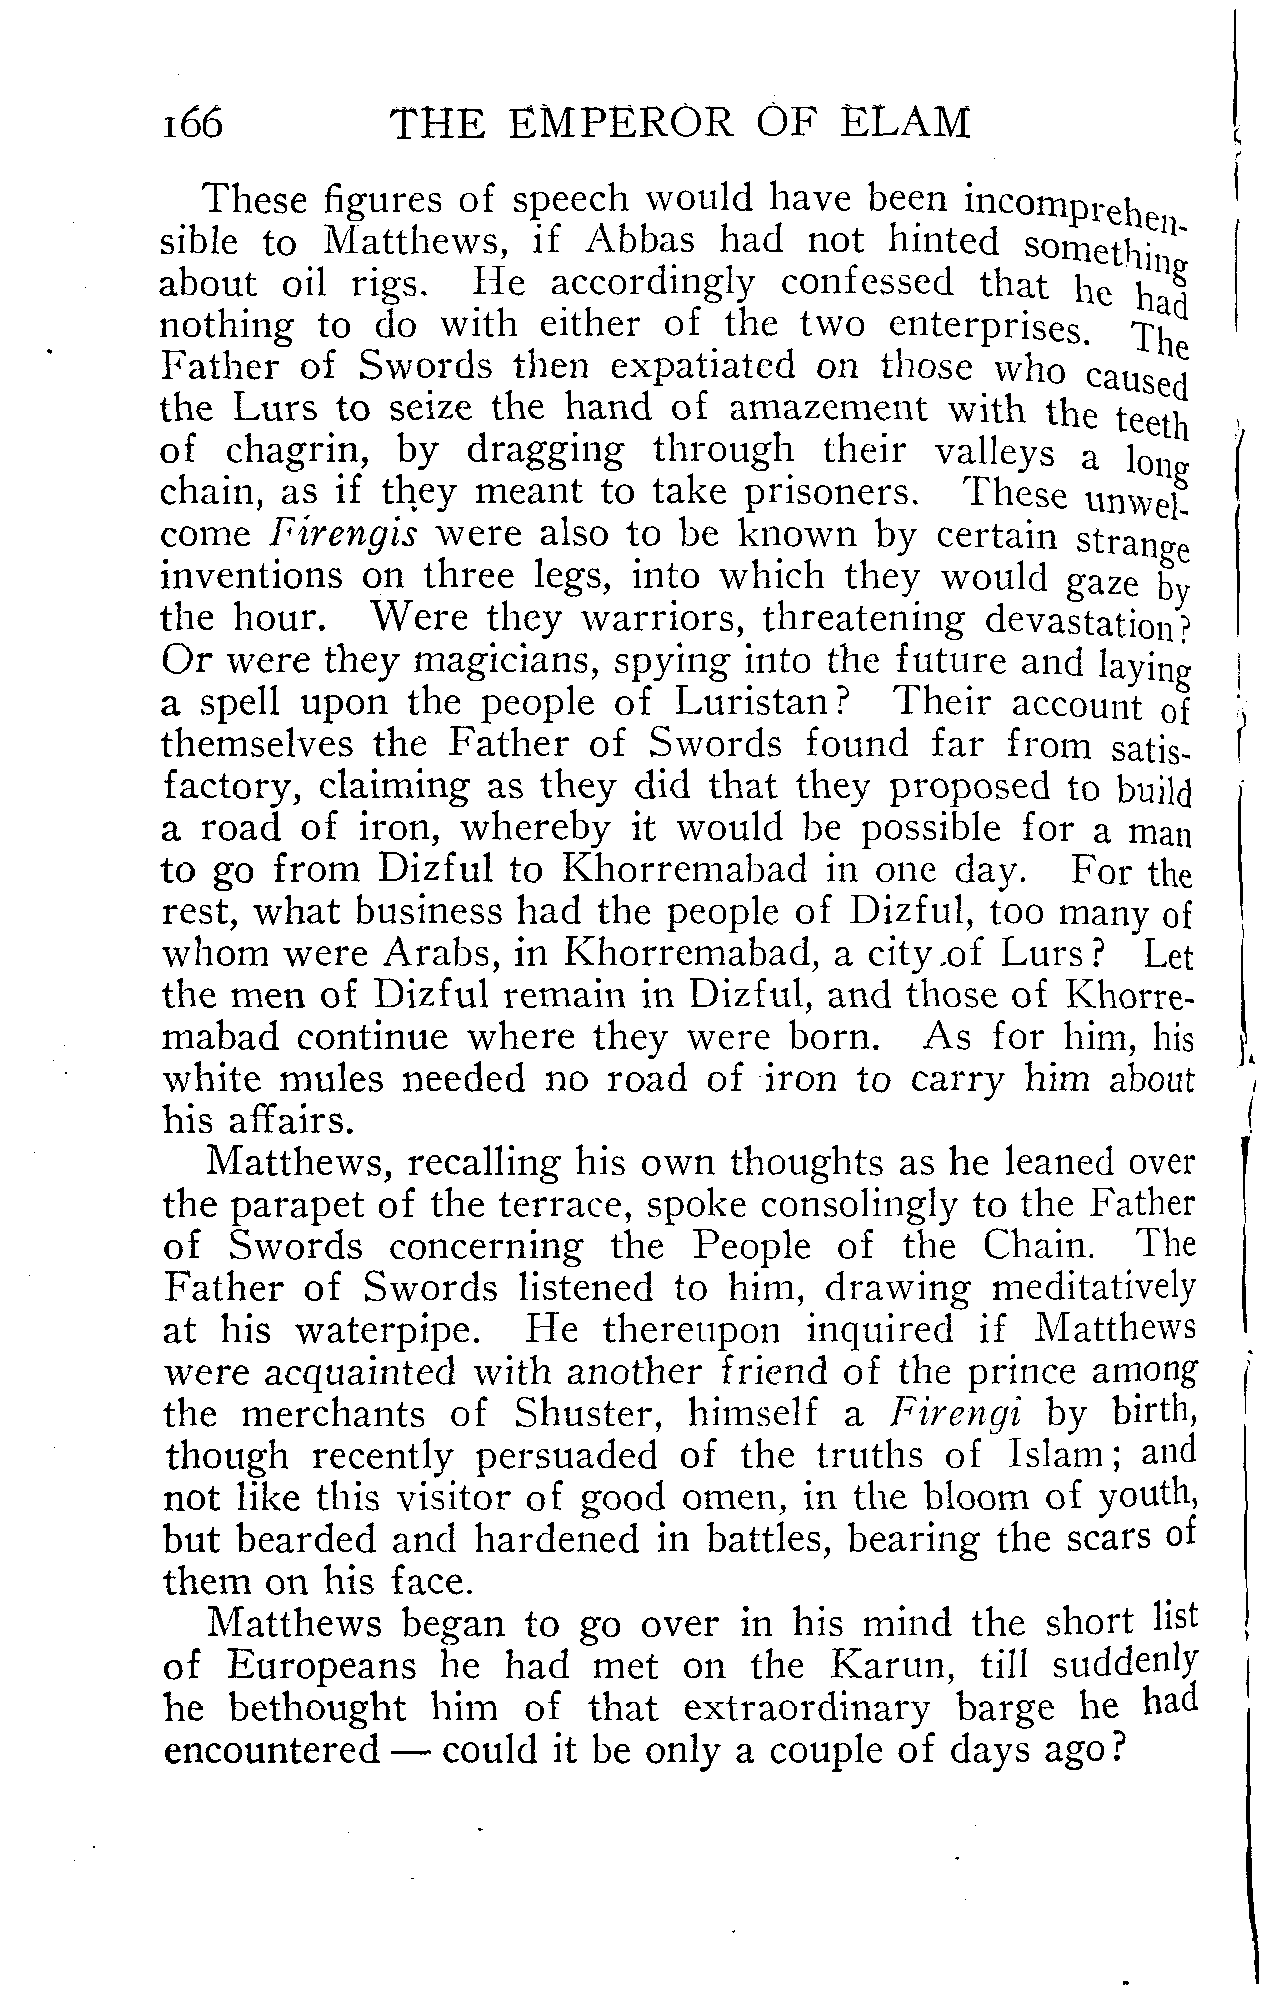 166 THE EMPEROR OF ELAM
These figures of speech would have been incomprehen-
sible to Matthews, if Abbas had not hinted something
about oil rigs. He accordingly confessed that he had
nothing to do with either of the two enterprises. The
Father of Swords then expatiated on those who caused
the Lurs to seize the hand of amazement with the teeth
of chagrin, by dragging through their valleys a long
chain, as if they meant to take prisoners. These unwel-
come Firengis were also to be known by certain strange
inventions on three legs, into which they would gaze by
the hour. Were they warriors, threatening devastation?
Or were they magicians, spying into the future and laying
a spell upon the people of Luristan? Their account of
themselves the Father of Swords found far from satis-
factory, claiming as they did that they proposed to build
a road of iron, whereby it would be possible for a man
to go from Dizful to Khorremabad in one day. For the
rest, what business had the people of Dizful, too many of
whom were Arabs, in Khorremabad, a city of Lurs? Let
the men of Dizful remain in Dizful, and those of Khorre-
mabad continue where they were born. As for him, his
white mules needed no road of iron to carry him about
his affairs.
Matthews, recalling his own thoughts as he leaned over
the parapet of the terrace, spoke consolingly to the Father
of Swords concerning the People of the Chain. The
Father of Swords listened to him, drawing meditatively
at his waterpipe. He thereupon inquired if Matthews
were acquainted with another friend of the prince among
the merchants of Shuster, himself a Firengi by birth,
though recently persuaded of the truths of Islam; and
not like this visitor of good omen, in the bloom of youth,
but bearded and hardened in battles, bearing the scars of
them on his face.
Matthews began to go over in his mind the short list
of Europeans he had met on the Karun, till suddenly
he bethought him of that extraordinary barge he had
encountered — could it be only a couple of days ago?